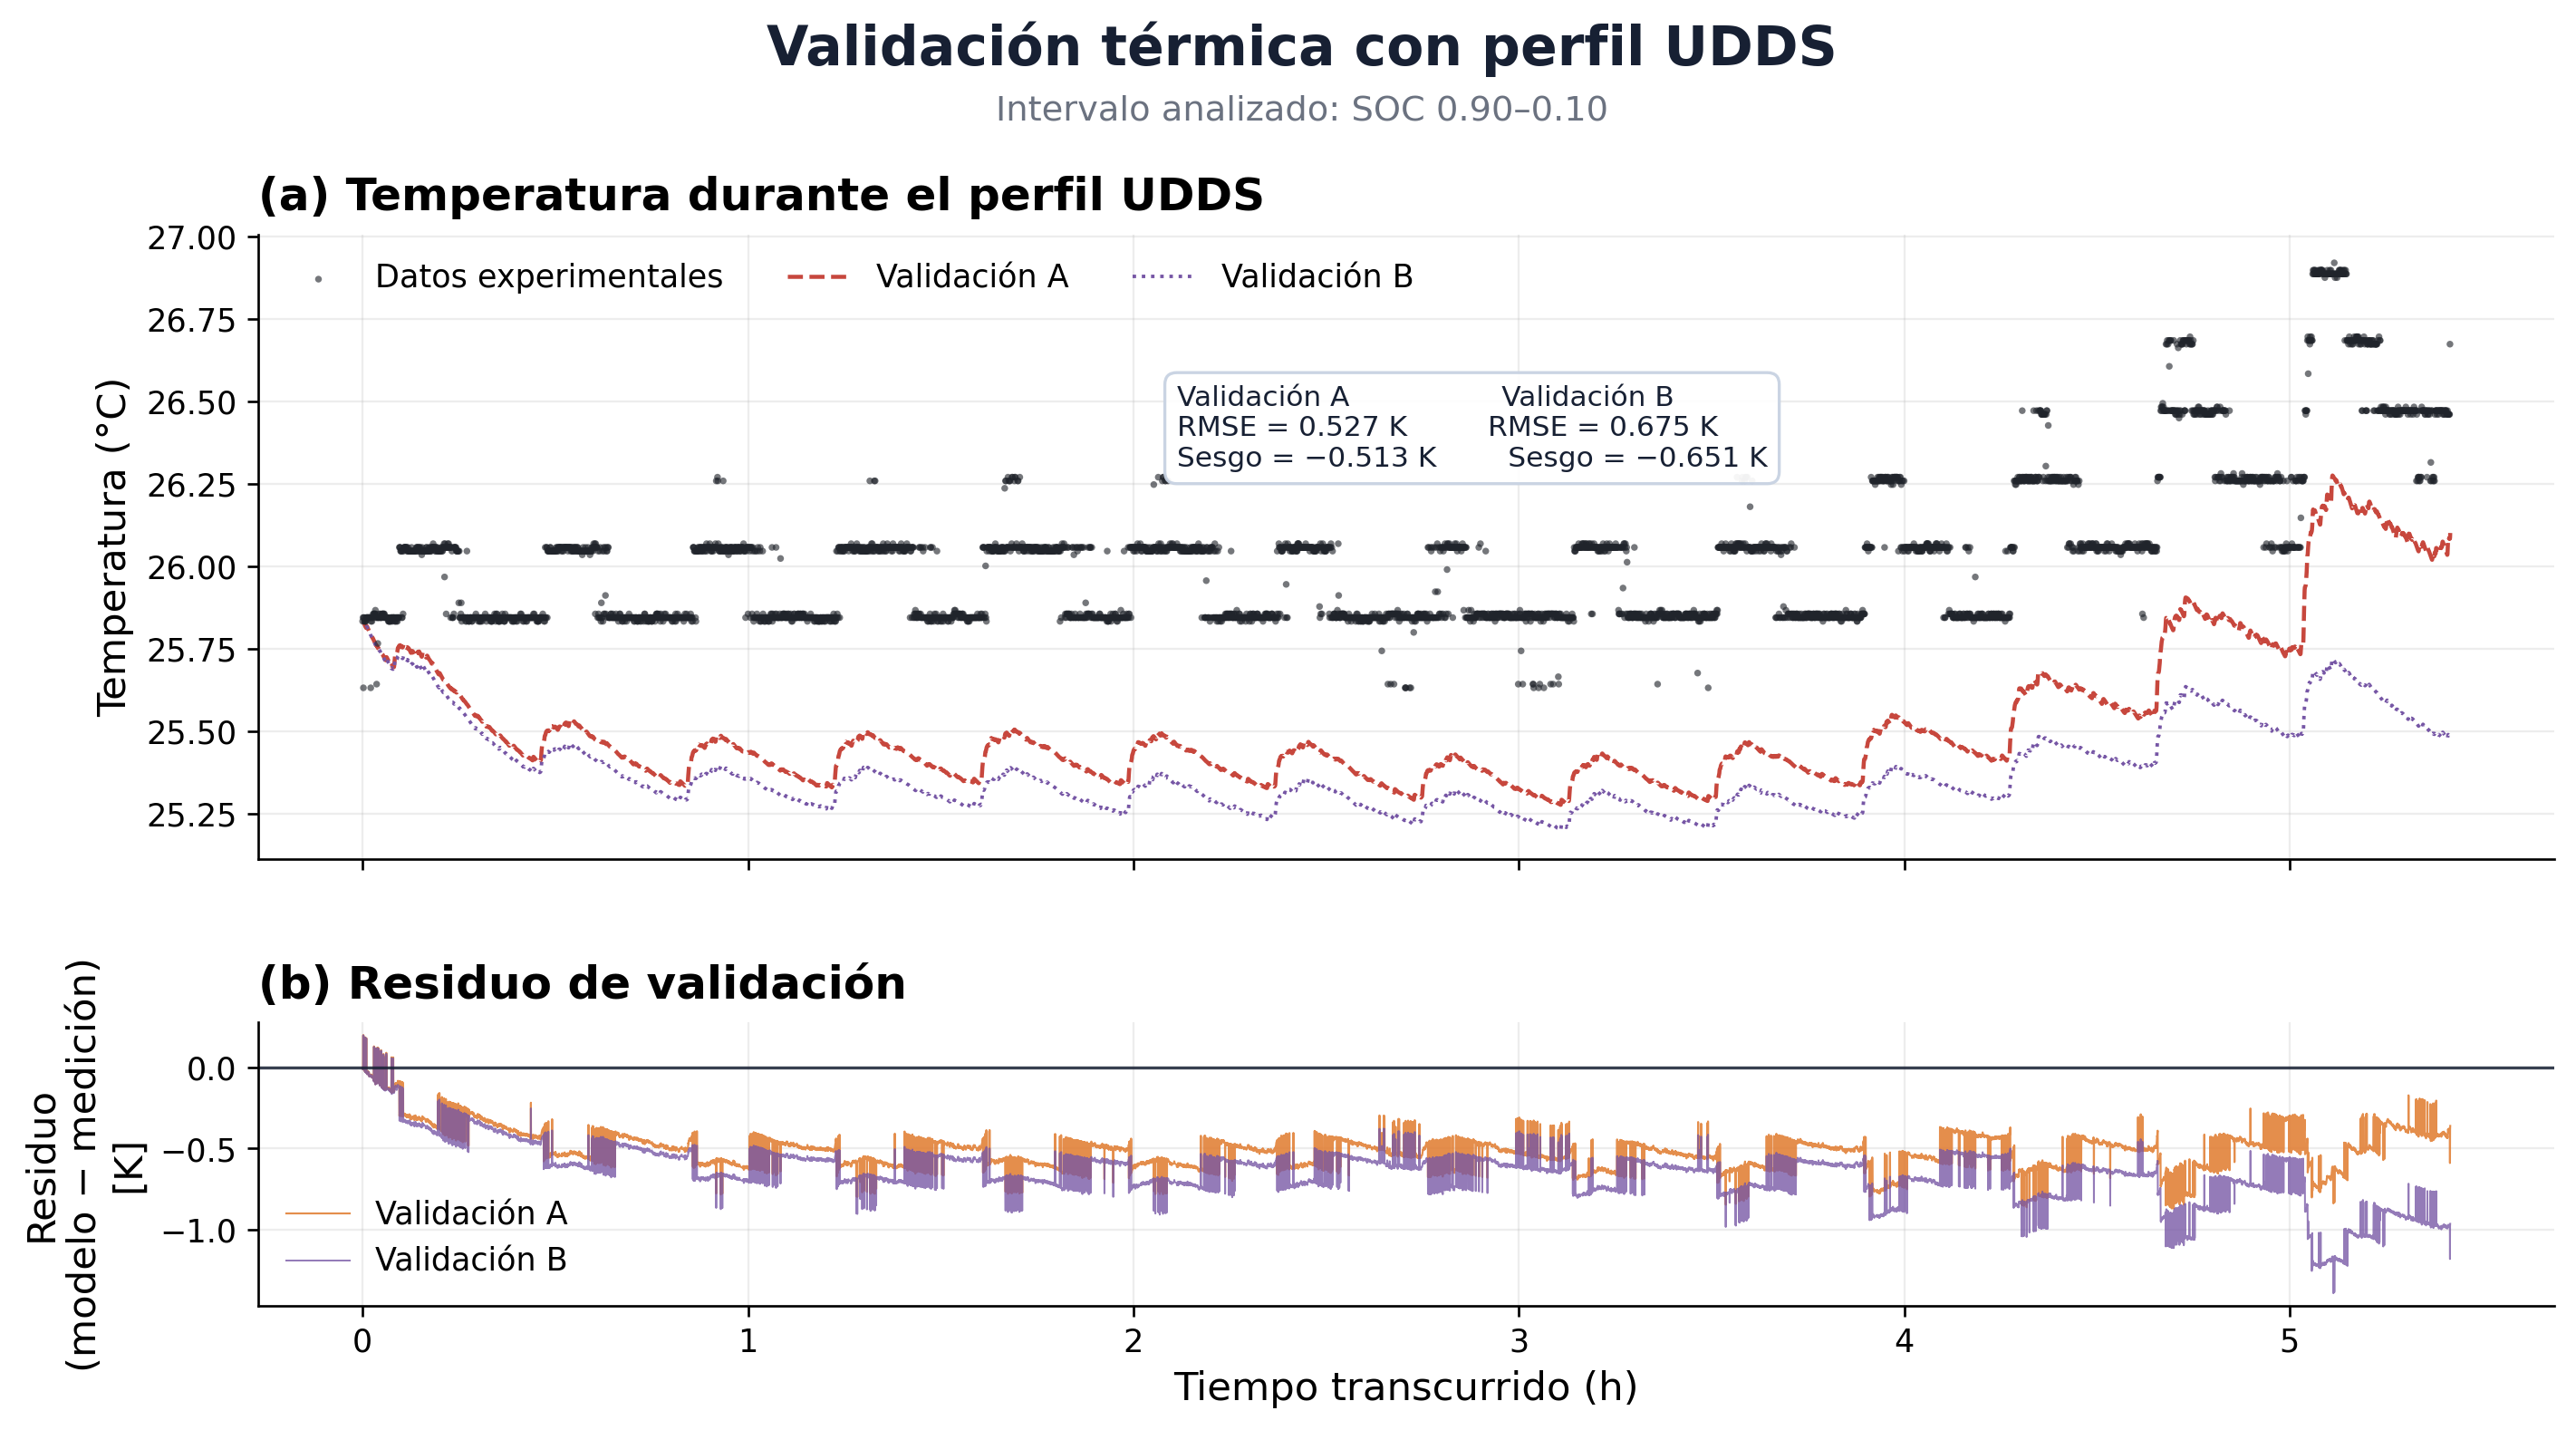 Validación térmica con perfil UDDS
Intervalo analizado: SOC 0.90–0.10
(a) Temperatura durante el perfil UDDS
Temperatura (°C)
27.00
26.75
26.50
26.25
26.00
25.75
25.50
25.25
Datos experimentales
Validación A
Validación B
Validación A Validación B
RMSE = 0.527 K RMSE = 0.675 K
Sesgo = −0.513 K Sesgo = −0.651 K
(b) Residuo de validación
Residuo
(modelo − medición)
[K]
0.0
−0.5
−1.0
Validación A
Validación B
0 1 2 3 4 5
Tiempo transcurrido (h)